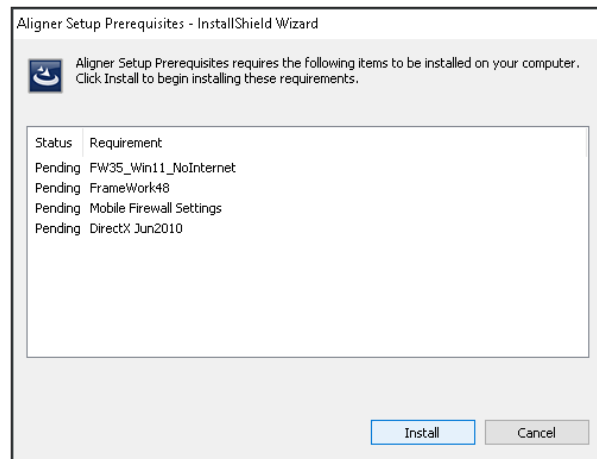 Aligner Setup Prerequisites - InstallShield Wizard
Aligner Setup Prerequisites requires the following items to be installed on your computer.
Click Install to begin installing these requirements.
Status Requirement
Pending FW35_Win11_NoInternet
Pending FrameWork48
Pending Mobile Firewall Settings
Pending DirectX Jun2010
Install Cancel